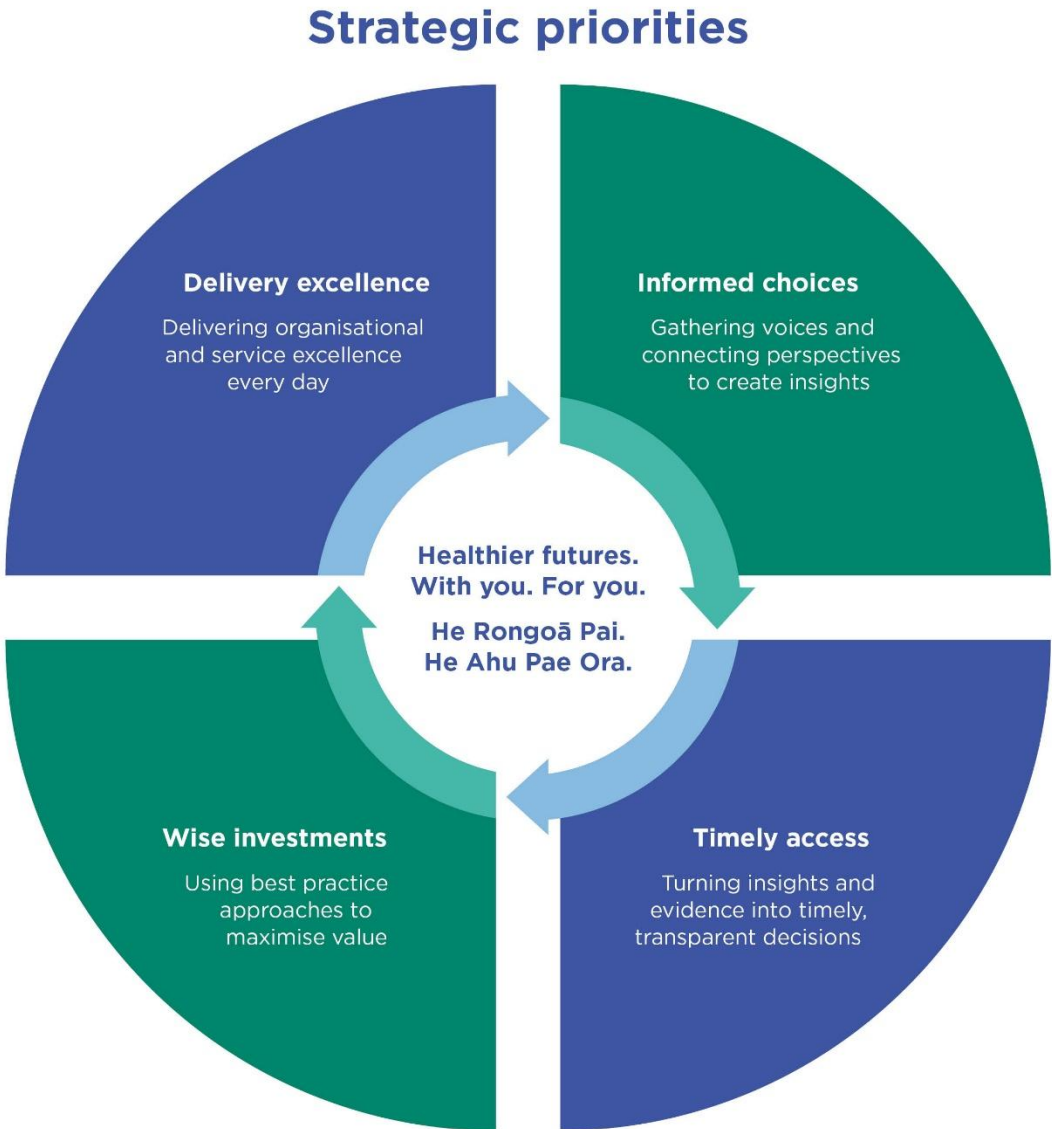 Strategic priorities
Delivery excellence
Delivering organisational
and service excellence
every day
Informed choices
Gathering voices and
connecting perspectives
to create insights
Healthier futures.
With you. For you.
He Rongoā Pai.
He Ahu Pae Ora.
Wise investments
Using best practice
approaches to
maximise value
Timely access
Turning insights and
evidence into timely,
transparent decisions